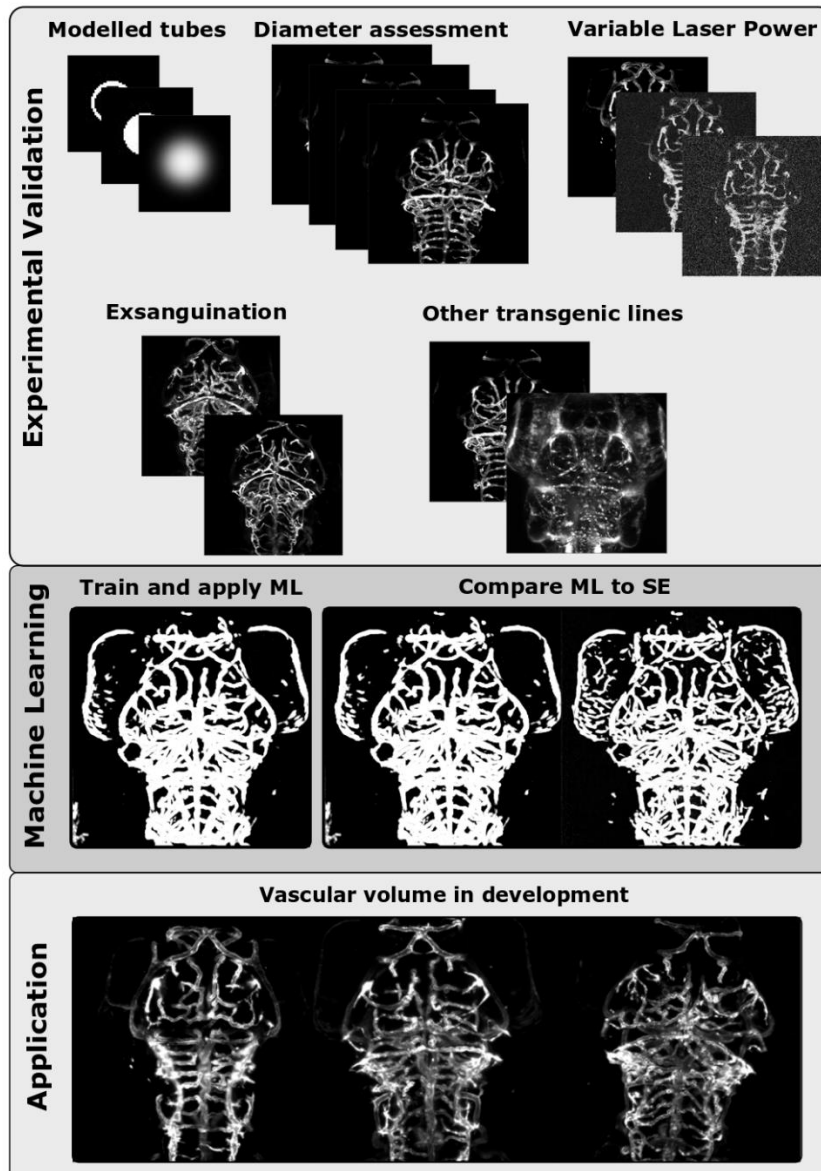 Experimental Validation
Modelled tubes
Diameter assessment
Variable Laser Power
Exsanguination
Other transgenic lines
Machine Learning
Train and apply ML
Compare ML to SE
Application
Vascular volume in development